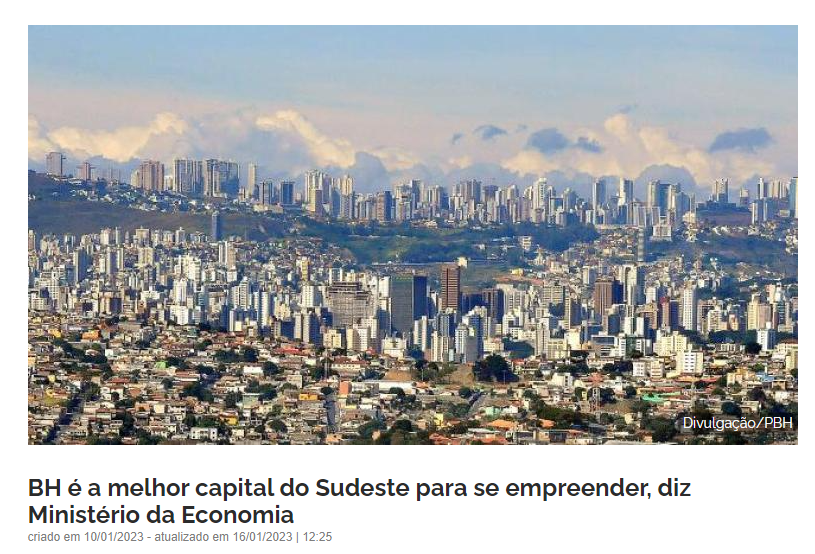 Divulgação/PBH
BH é a melhor capital do Sudeste para se empreender, diz
Ministério da Economia
criado em 10/01/2023 - atualizado em 16/01/2023 | 12:25